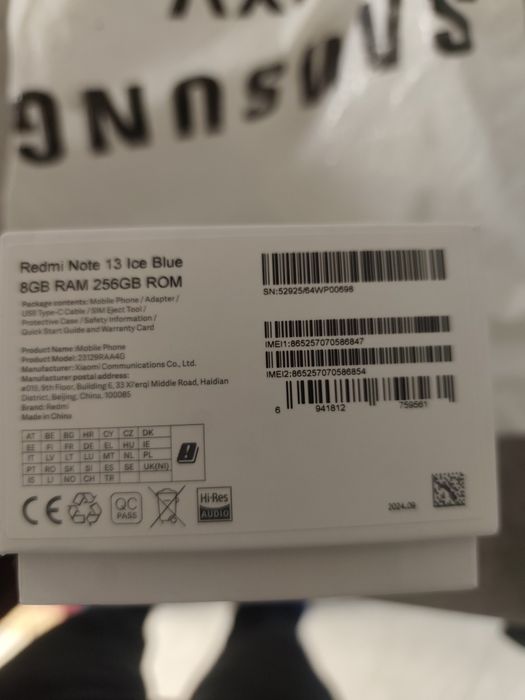 SAMSUNG
Redmi Note 13 Ice Blue
8GB RAM 256GB ROM
Package contents: Mobile Phone / Adapter /
USB Type-C Cable / SIM Eject Tool /
Protective Case / Safety Information /
Quick Start Guide and Warranty Card
Product Name: Mobile Phone
Product Model: 23129RAA4G
Manufacturer: Xiaomi Communications Co., Ltd.
Manufacturer postal address:
#019, 9th Floor, Building 6, 33 Xi'erqi Middle Road, Haidian
District, Beijing, China, 100085
Brand: Redmi
Made in China
AT BE BG HR CY CZ DK
EE FI FR DE EL HU IE
IT LV LT LU MT NL PL
PT RO SK SI ES SE UK(NI)
IS LI NO CH TR
CE
QC
PASS
Hi-Res
AUDIO
SN:52925/64WP00698
IMEI1:865257070586847
IMEI2:865257070586854
6 941812 759561
2024.09